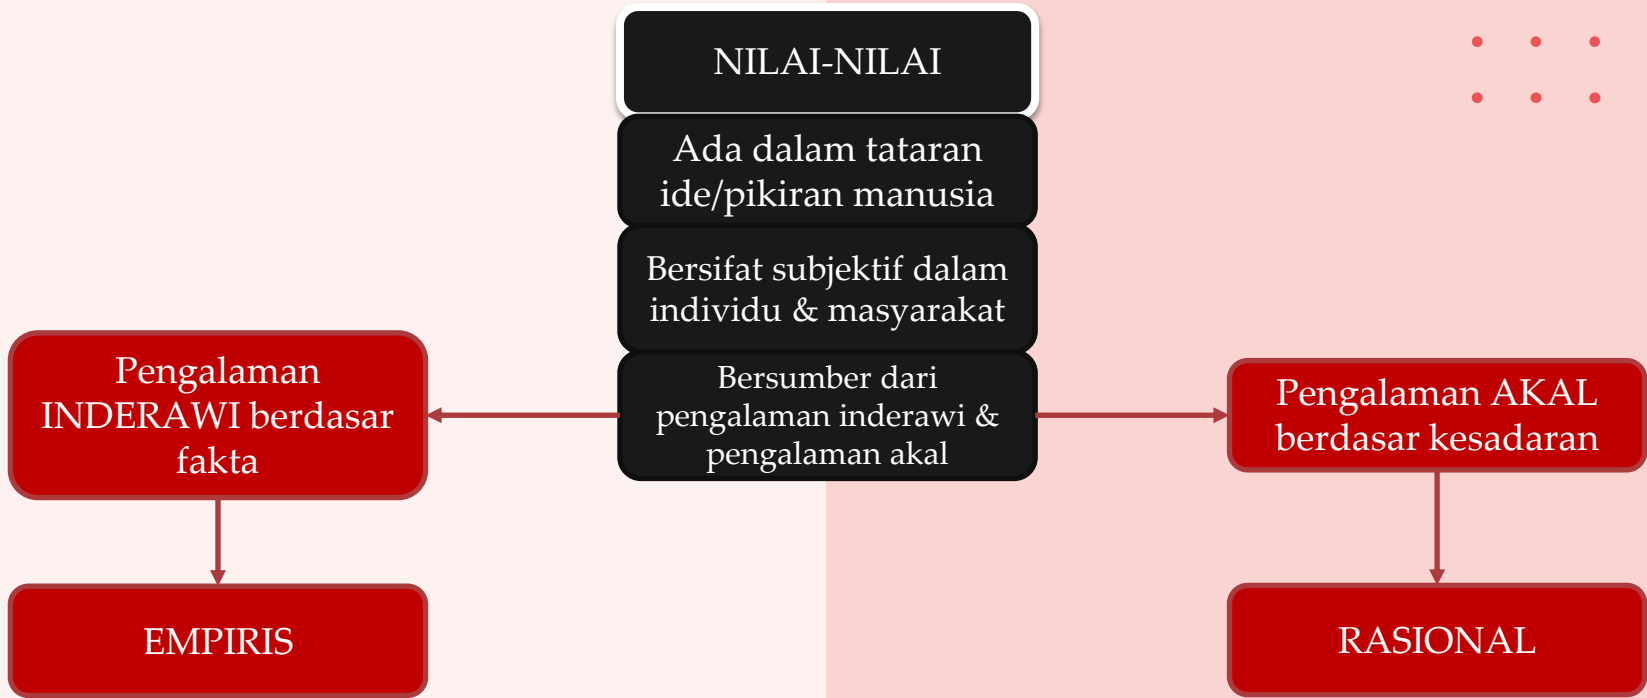 NILAI-NILAI
Ada dalam tataran
ide/pikiran manusia
Bersifat subjektif dalam
individu & masyarakat
Bersumber dari
pengalaman inderawi &
pengalaman akal
Pengalaman
INDERAWI berdasar
fakta
Pengalaman AKAL
berdasar kesadaran
EMPIRIS
RASIONAL